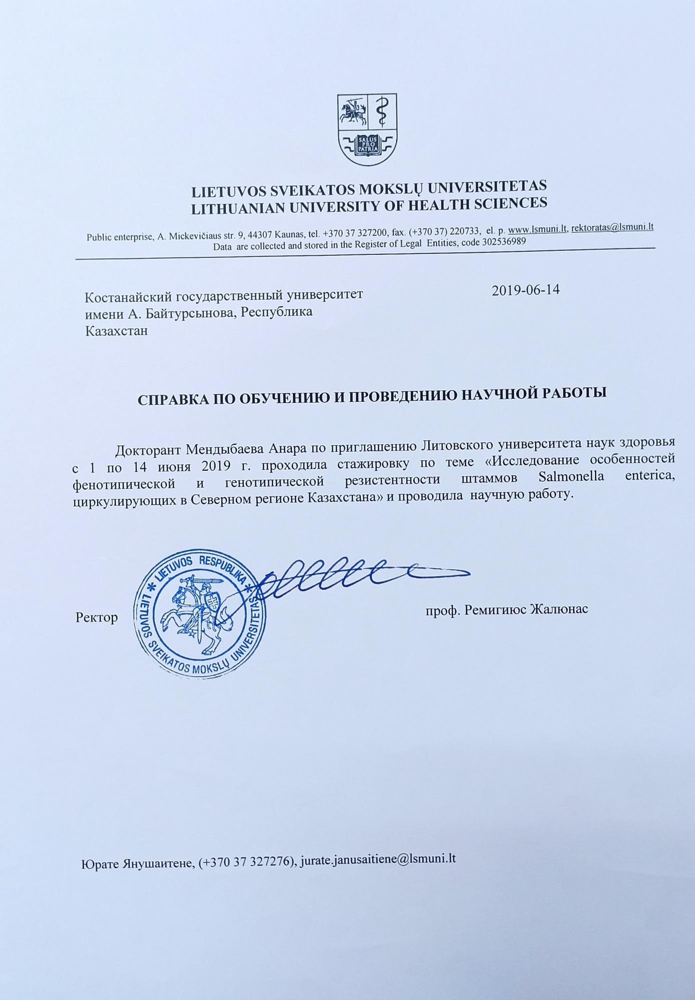 SALUS
PRO
PATRIA
LIETUVOS SVEIKATOS MOKSLŲ UNIVERSITETAS
LITHUANIAN UNIVERSITY OF HEALTH SCIENCES
Public enterprise, A. Mickevičiaus str. 9, 44307 Kaunas, tel. +370 37 327200, fax. (+370 37) 220733, el. p. www.lsmuni.lt, rektoratas@lsmuni.lt
Data are collected and stored in the Register of Legal Entities, code 302536989
Костанайский государственный университет 2019-06-14
имени А. Байтурсынова, Республика
Казахстан
СПРАВКА ПО ОБУЧЕНИЮ И ПРОВЕДЕНИЮ НАУЧНОЙ РАБОТЫ
Докторант Мендыбаева Анара по приглашению Литовского университета наук здоровья
с 1 по 14 июня 2019 г. проходила стажировку по теме «Исследование особенностей
фенотипической и генотипической резистентности штаммов Salmonella enterica,
циркулирующих в Северном регионе Казахстана» и проводила научную работу.
LIETUVOS RESPUBLIKA
LIETUVOS SVEIKATOS MOKSLŲ UNIVERSITETAS
Ректор проф. Ремигиюс Жалюнас
Юрате Янушаитене, (+370 37 327276), jurate.janusaitiene@lsmuni.lt